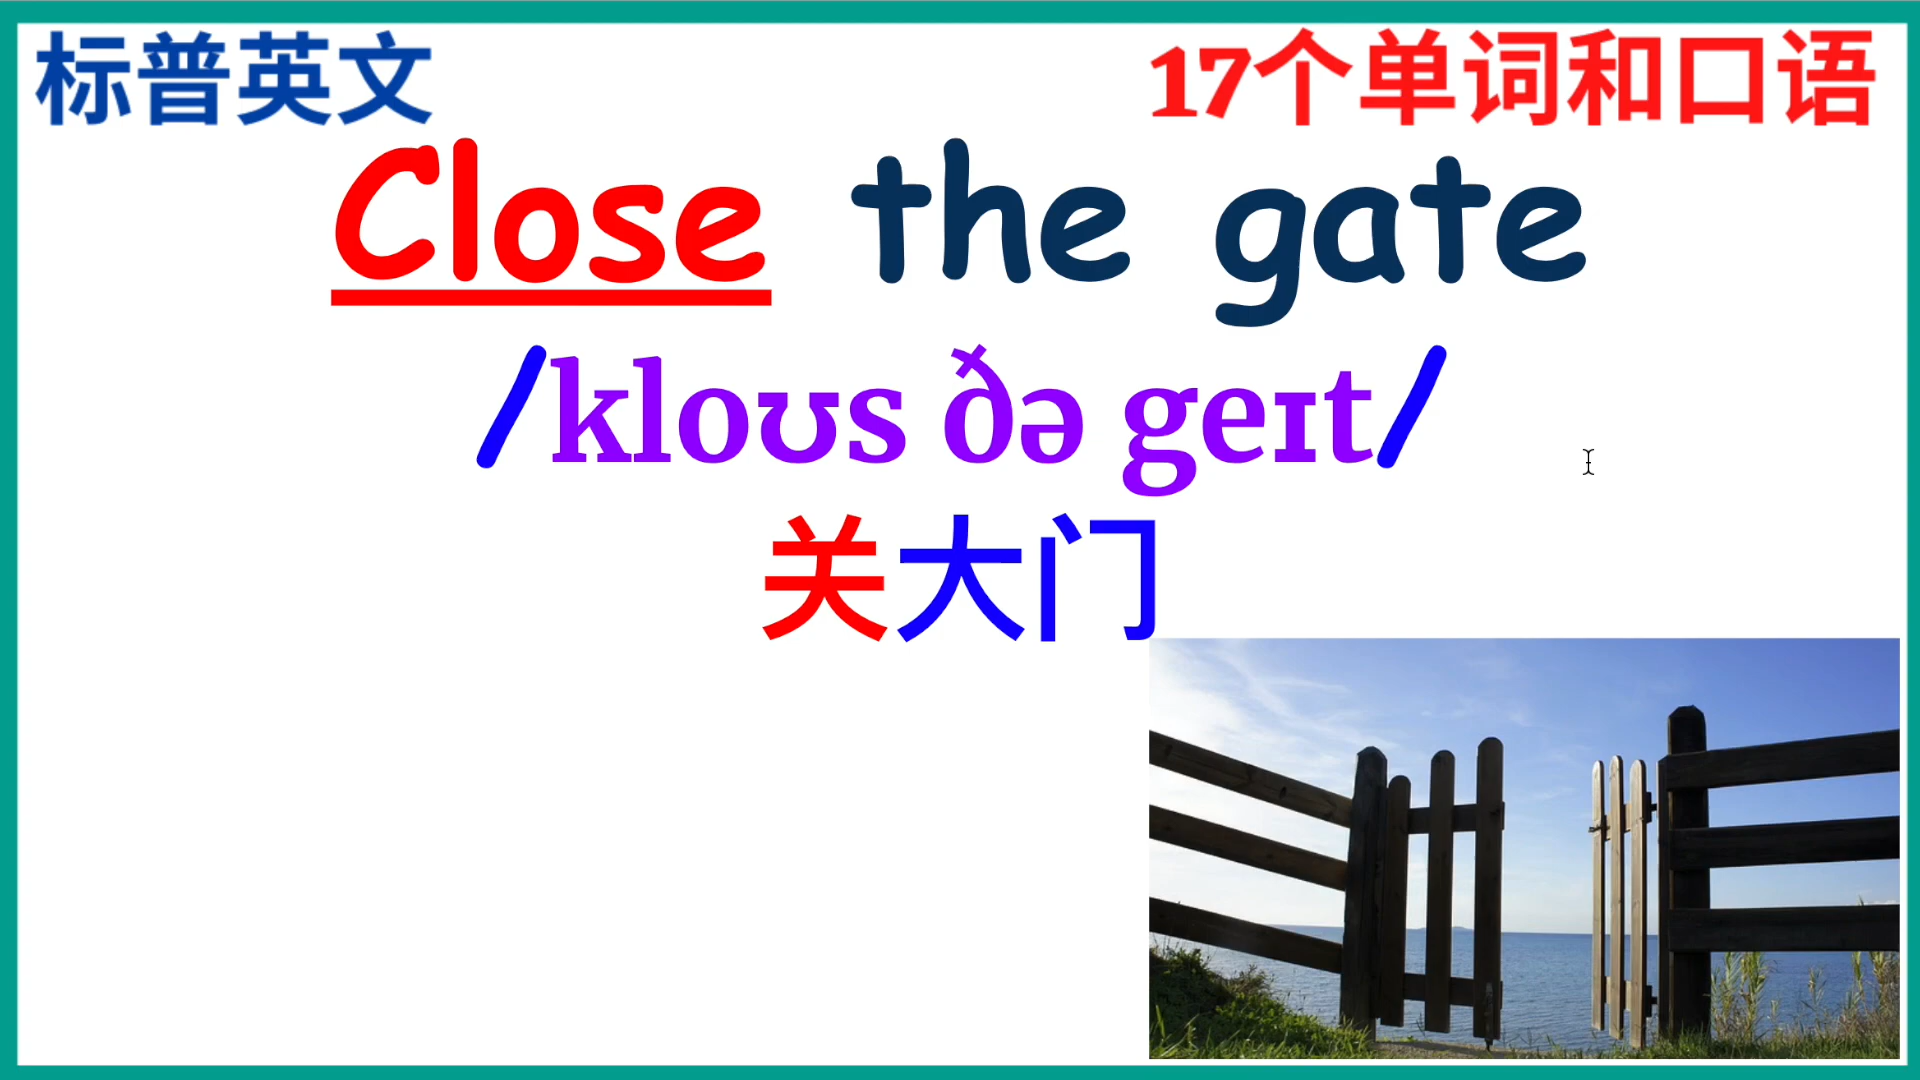 标普英文
17个单词和口语
Close the gate
/kloʊs ðə geɪt/
关大门